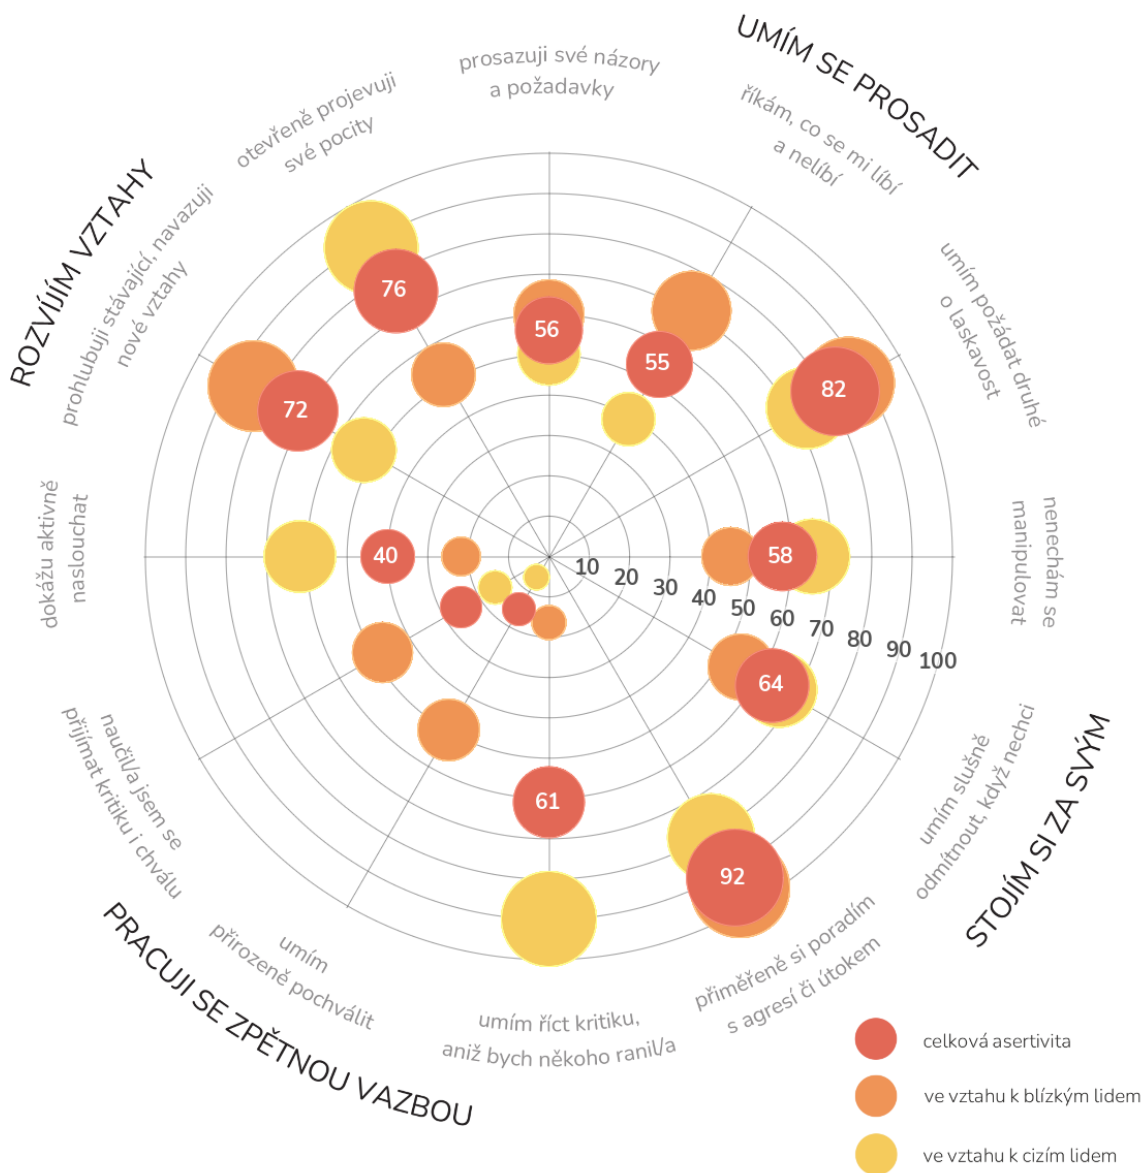 UMÍM SE PROSADIT
prosazuji své názory
a požadavky
říkám, co se mi líbí
a nelíbí
umím požádat druhé
o laskavost
nenechám se
manipulovat
umím slušně
odmítnout, když nechci
STOJÍM SI ZA SVÝM
přiměřeně si poradím
s agresí či útokem
umím říct kritiku,
aniž bych někoho ranil/a
umím
přirozeně pochválit
PRACUJI SE ZPĚTNOU VAZBOU
naučil/a jsem se
přijímat kritiku i chválu
dokážu aktivně
naslouchat
prohlubuji stávající, navazuji
nové vztahy
ROZVÍJÍM VZTAHY
otevřeně projevuji
své pocity
76
56
55
82
72
40
58
10
20
30
40
50
60
70
80
90
100
64
61
92
celková asertivita
ve vztahu k blízkým lidem
ve vztahu k cizím lidem